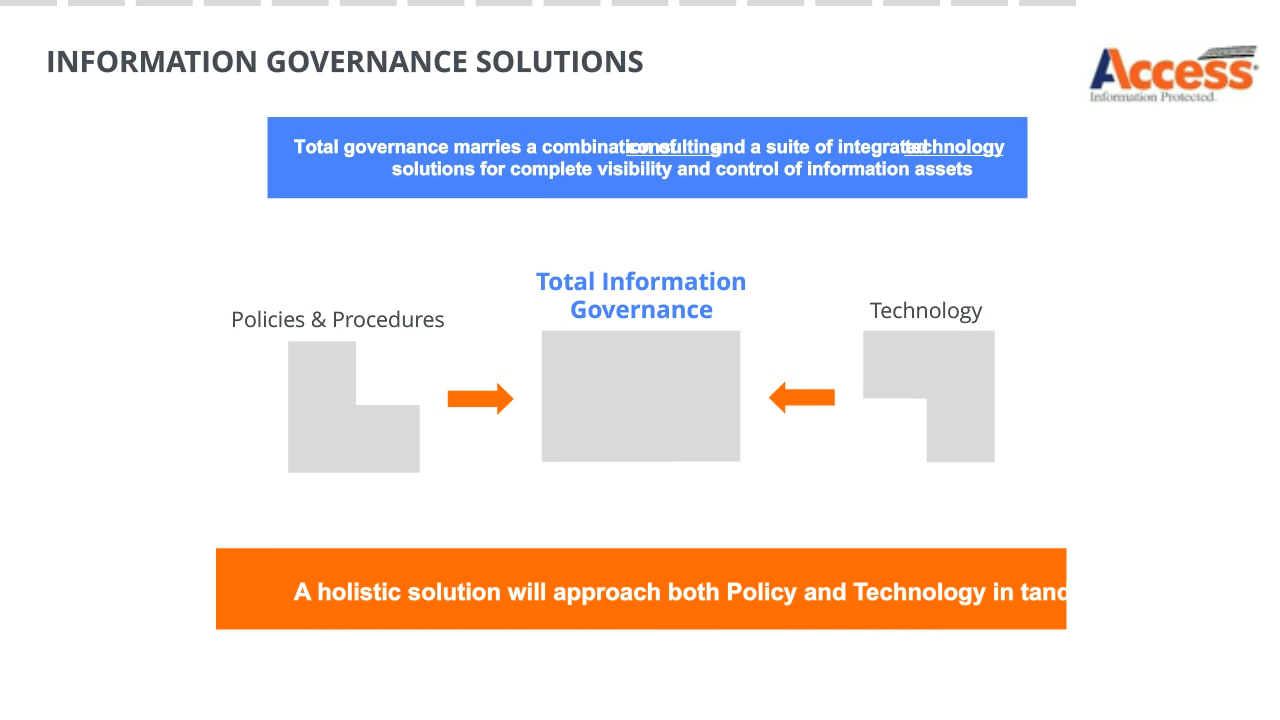 INFORMATION GOVERNANCE SOLUTIONS
Access
Information Protected.
Total governance marries a combination of consulting and a suite of integrated technology
solutions for complete visibility and control of information assets
Total Information
Governance
Policies & Procedures
Technology
A holistic solution will approach both Policy and Technology in tand